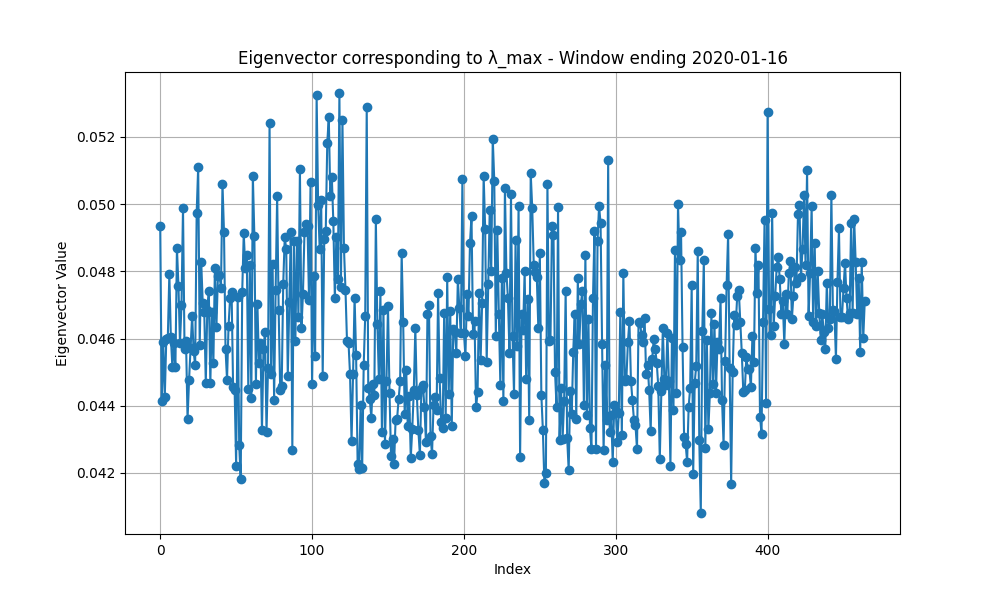 Eigenvector corresponding to λ_max - Window ending 2020-01-16
Eigenvector Value
0.052
0.050
0.048
0.046
0.044
0.042
0 100 200 300 400
Index